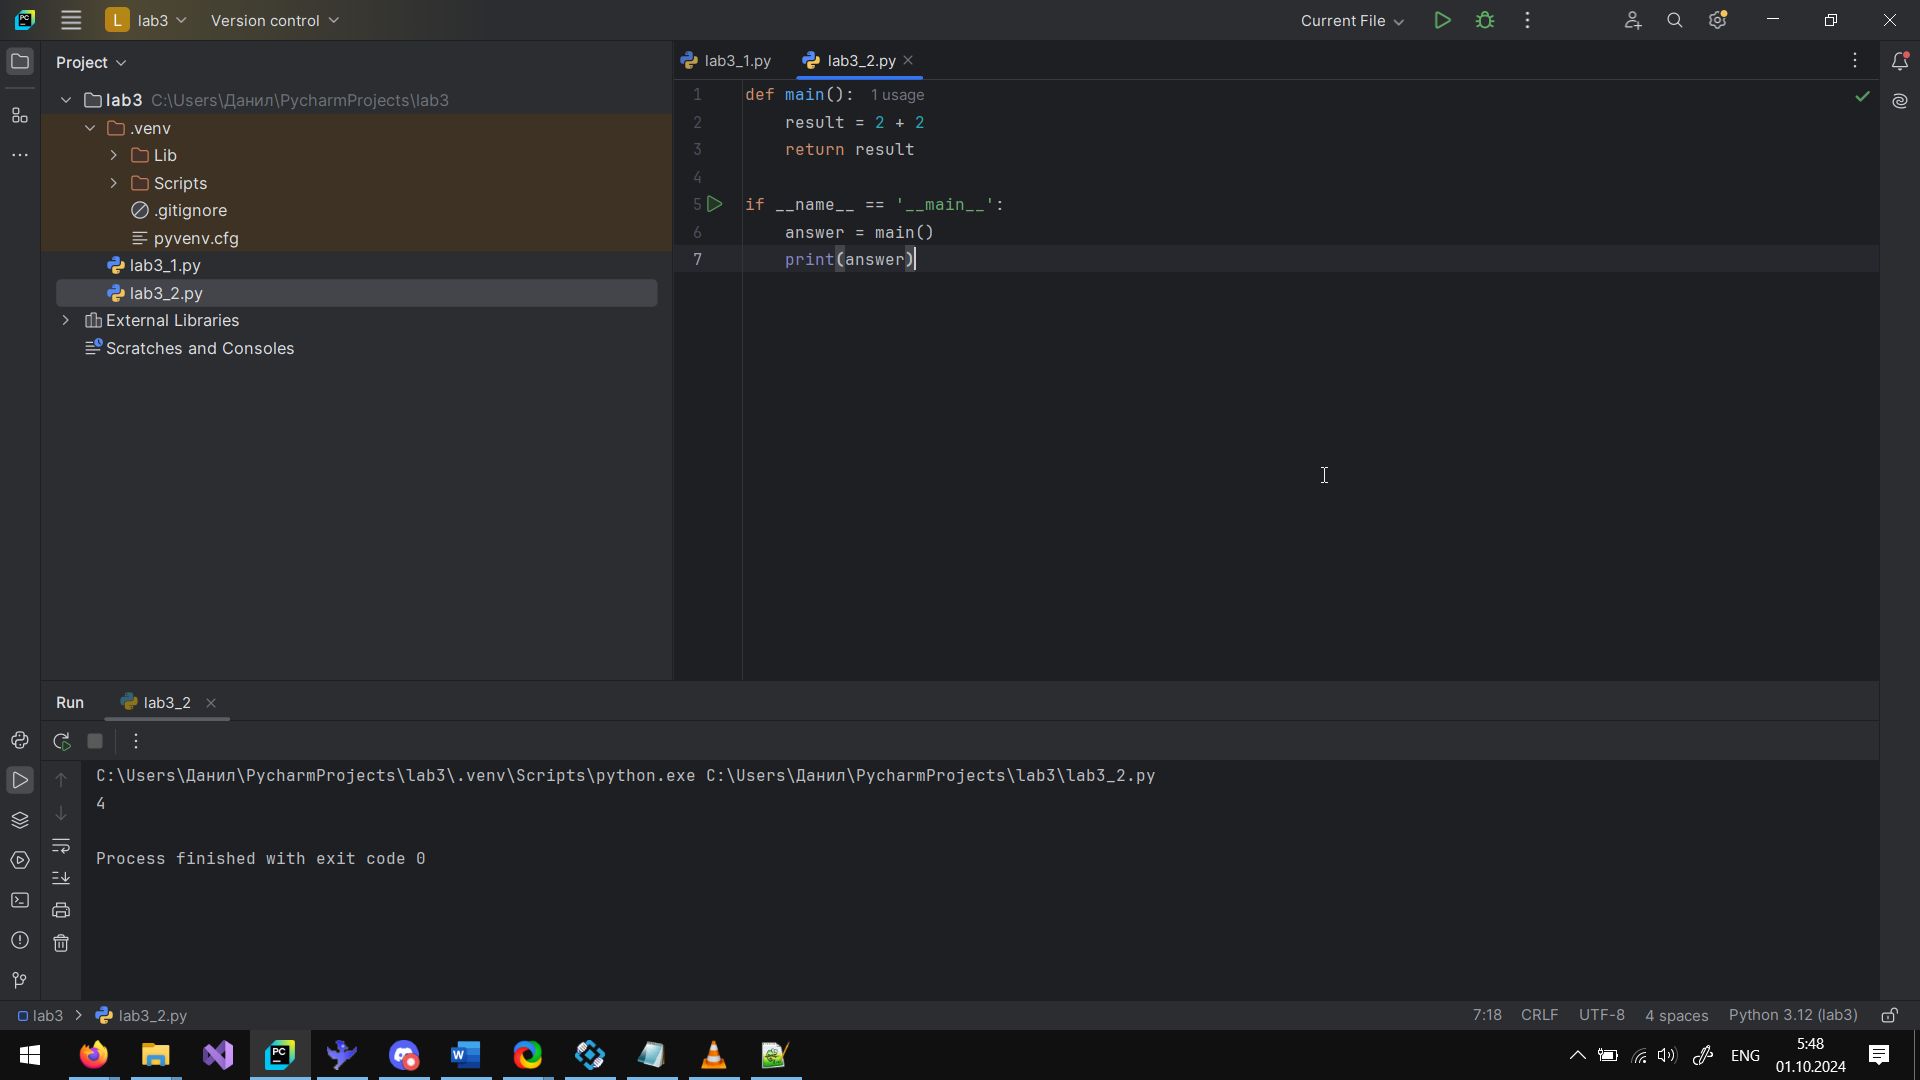 PC
L
lab3
Version control
Current File
Project
lab3 C:\Users\Данил\PycharmProjects\lab3
.venv
Lib
Scripts
.gitignore
pyvenv.cfg
lab3_1.py
lab3_2.py
External Libraries
Scratches and Consoles
lab3_1.py
lab3_2.py
1 def main(): 1 usage
2 result = 2 + 2
3 return result
4
5 if __name__ == '__main__':
6 answer = main()
7 print(answer)
Run
lab3_2
C:\Users\Данил\PycharmProjects\lab3\.venv\Scripts\python.exe C:\Users\Данил\PycharmProjects\lab3\lab3_2.py
4
Process finished with exit code 0
lab3 > lab3_2.py
7:18 CRLF UTF-8 4 spaces Python 3.12 (lab3)
PC
W
ENG
5:48
01.10.2024